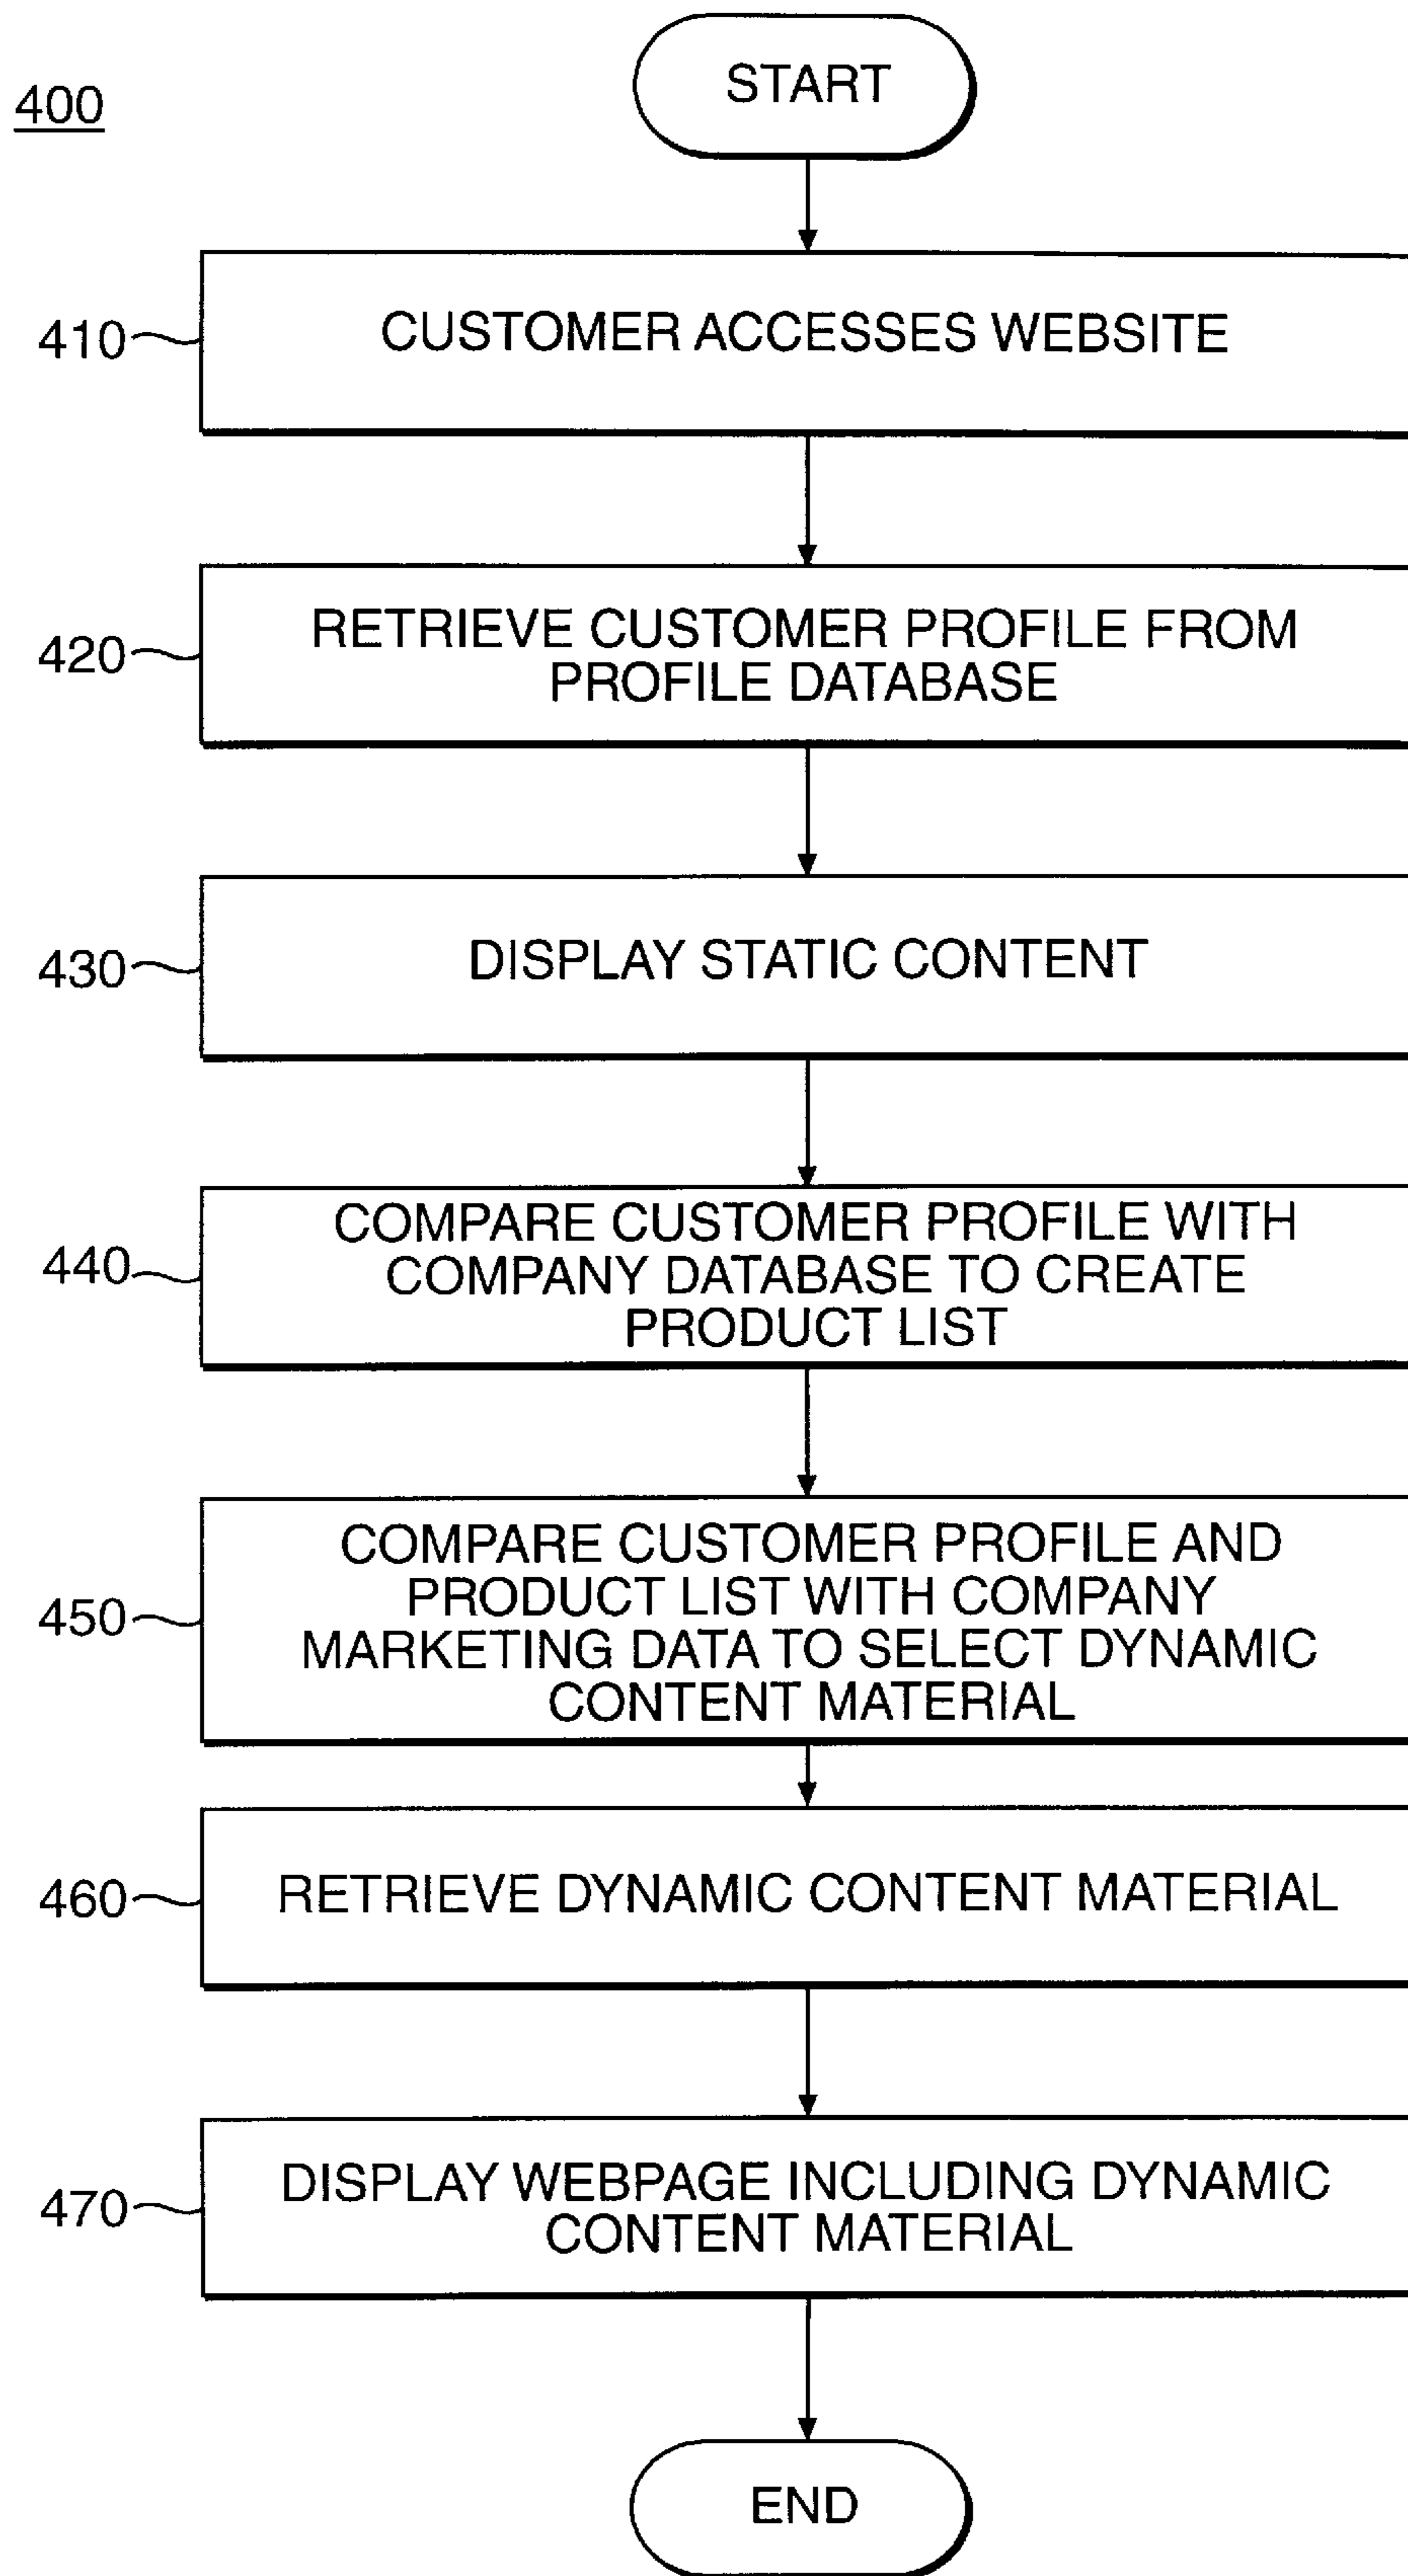 400
START
410
CUSTOMER ACCESSES WEBSITE
420
RETRIEVE CUSTOMER PROFILE FROM
PROFILE DATABASE
430
DISPLAY STATIC CONTENT
440
COMPARE CUSTOMER PROFILE WITH
COMPANY DATABASE TO CREATE
PRODUCT LIST
450
COMPARE CUSTOMER PROFILE AND
PRODUCT LIST WITH COMPANY
MARKETING DATA TO SELECT DYNAMIC
CONTENT MATERIAL
460
RETRIEVE DYNAMIC CONTENT MATERIAL
470
DISPLAY WEBPAGE INCLUDING DYNAMIC
CONTENT MATERIAL
END